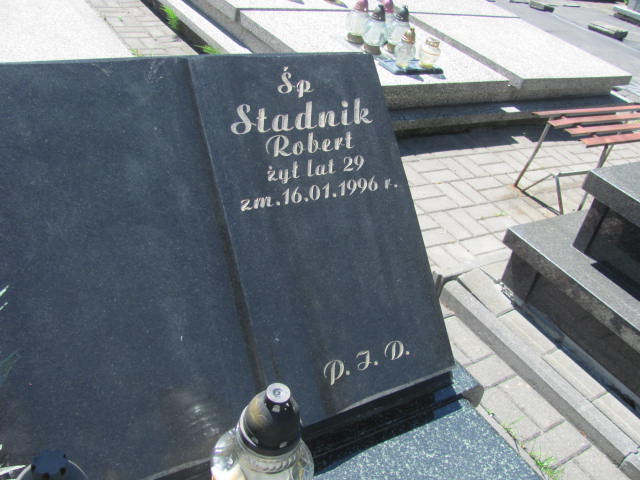 Śp
Stadnik
Robert
żył lat 29
zm. 16.01.1996 r.
P. J. D.